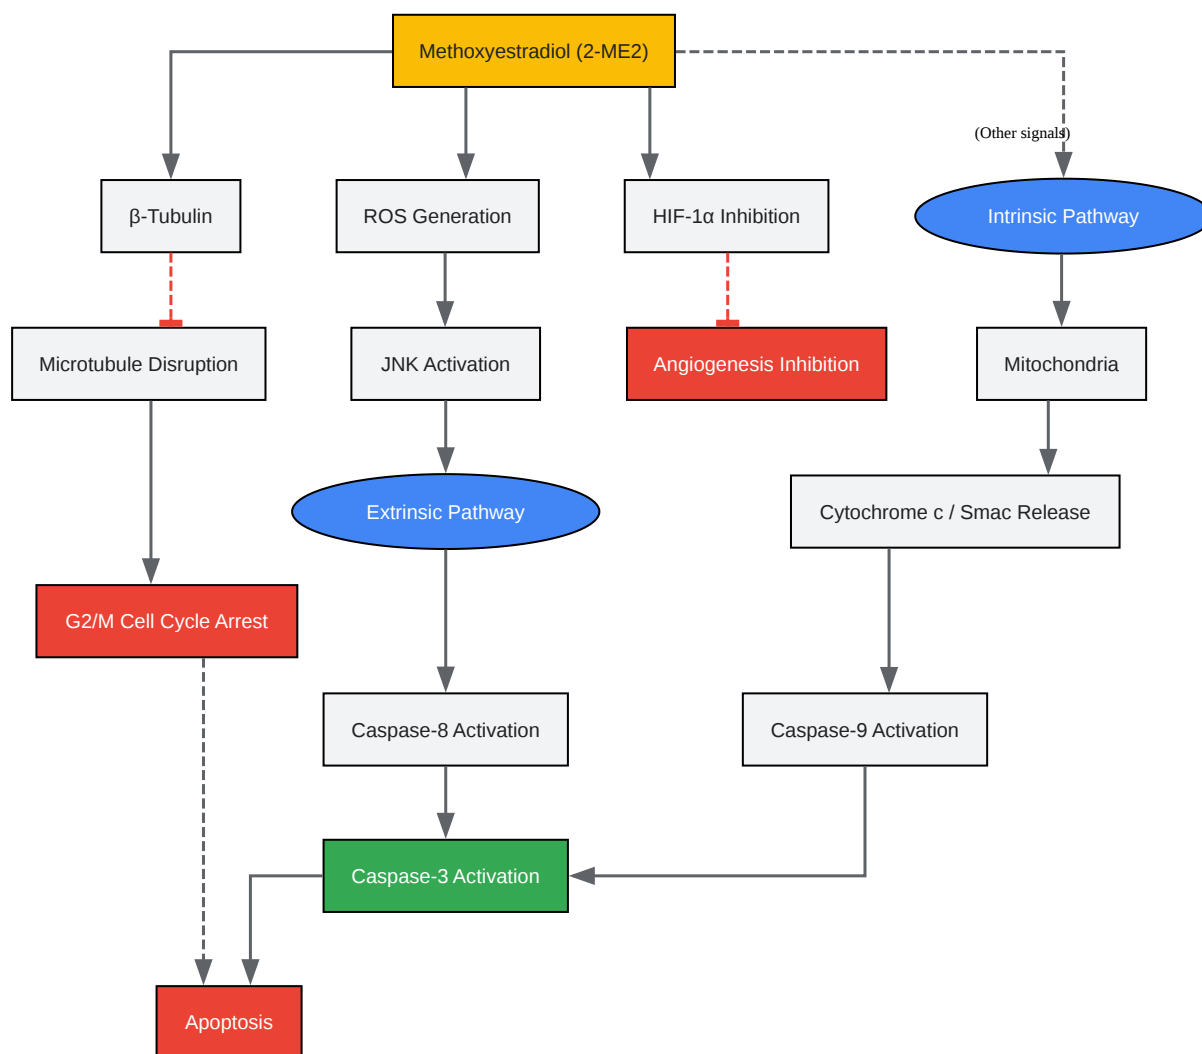 Methoxyestradiol (2-ME2)
(Other signals)
β-Tubulin
ROS Generation
HIF-1α Inhibition
Intrinsic Pathway
Microtubule Disruption
JNK Activation
Angiogenesis Inhibition
Mitochondria
Extrinsic Pathway
Cytochrome c / Smac Release
G2/M Cell Cycle Arrest
Caspase-8 Activation
Caspase-9 Activation
Caspase-3 Activation
Apoptosis